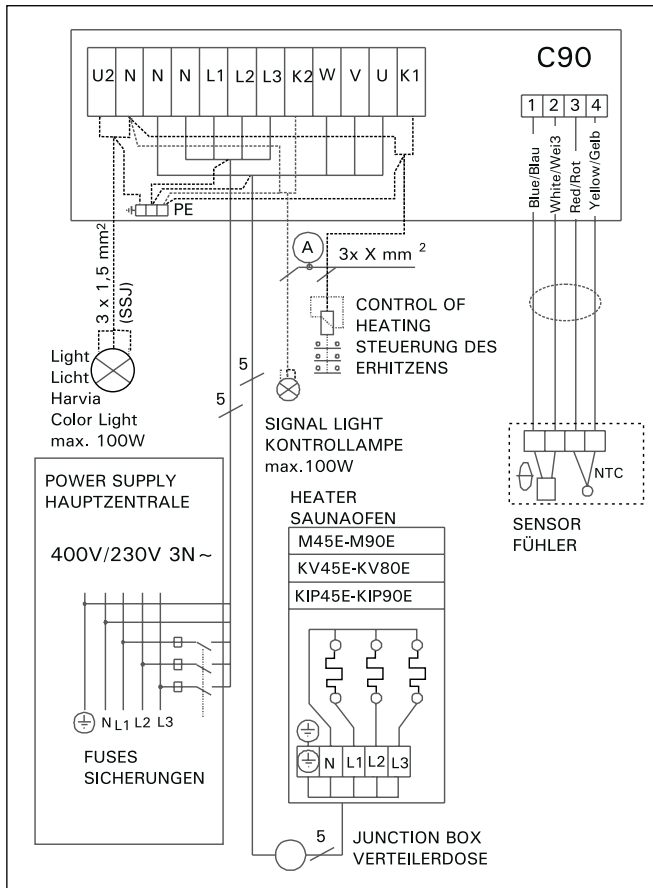 U2 N N N L1 L2 L3 K2 W V U K1
C90
1 2 3 4
Blue/Blau
White/Wei3
Red/Rot
Yellow/Gelb
PE
A
3x X mm 2
3 x 1,5 mm2
(SSJ)
CONTROL OF
HEATING
STEUERUNG DES
ERHITZENS
Light
Licht
Harvia
Color Light
max. 100W
5
5
SIGNAL LIGHT
KONTROLLAMPE
max.100W
NTC
SENSOR
FÜHLER
POWER SUPPLY
HAUPTZENTRALE
400V/230V 3N~
N L1 L2 L3
FUSES
SICHERUNGEN
HEATER
SAUNAOFEN
M45E-M90E
KV45E-KV80E
KIP45E-KIP90E
N L1 L2 L3
5
JUNCTION BOX
VERTEILERDOSE